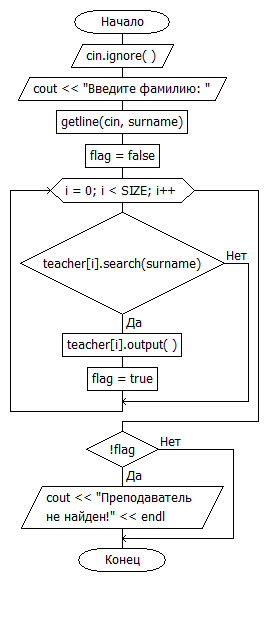 Начало
cin.ignore( )
cout << "Введите фамилию: "
getline(cin, surname)
flag = false
i = 0; i < SIZE; i++
teacher[i].search(surname)
Нет
Да
teacher[i].output( )
flag = true
!flag
Нет
Да
cout << "Преподаватель
не найден!" << endl
Конец